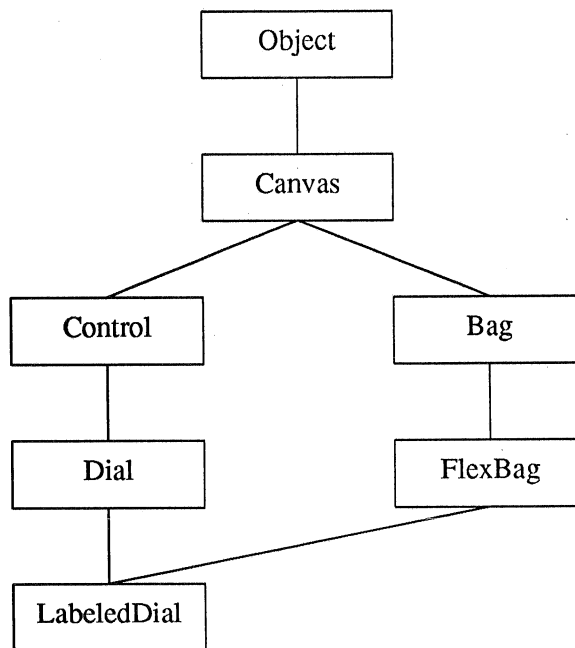 Object
Canvas
Control
Bag
Dial
FlexBag
LabeledDial